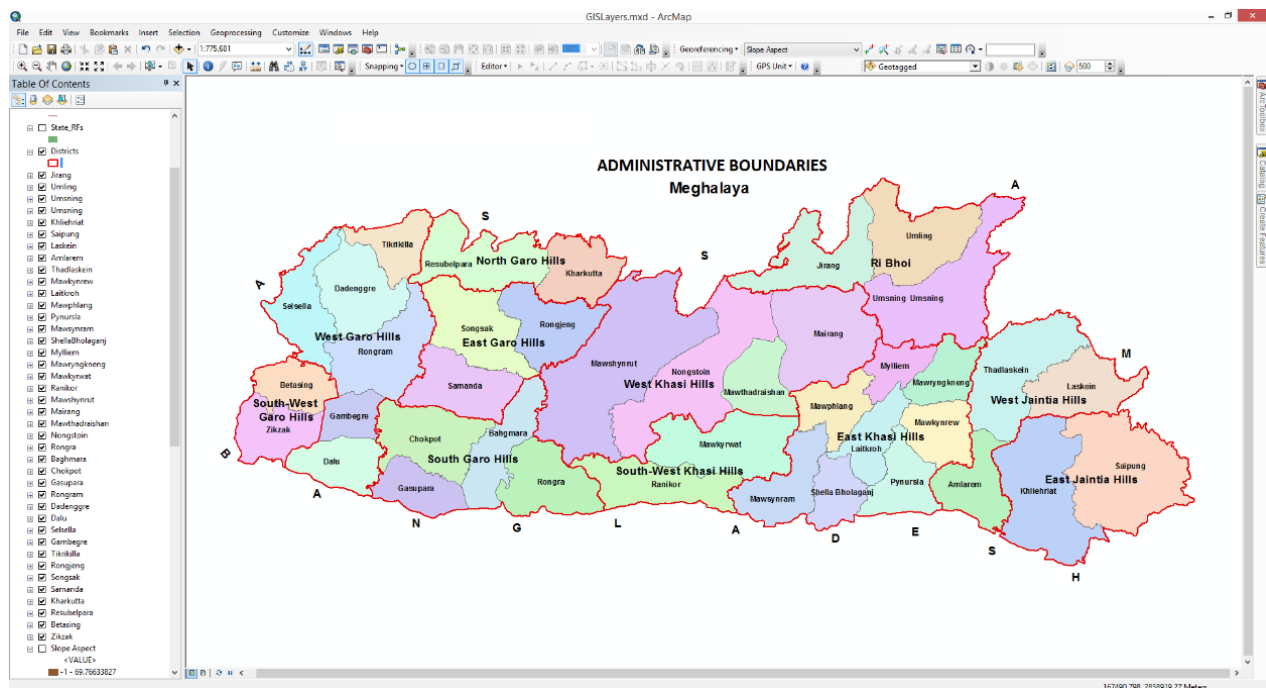 GISLayers.mxd - ArcMap
File Edit View Bookmarks Insert Selection Geoprocessing Customize Windows Help
1:775,681 Georeferencing Slope Aspect
Snapping Editor GPS Unit Geotagged 500
Table Of Contents
State_RFs
Districts
Jirang
Umling
Umsning
Umsning
Khliehriat
Saipung
Laskein
Amlarem
Thadlaskein
Mawkynrew
Laitkroh
Mawphlang
Pynursla
Mawsynram
ShellaBholaganj
Mylliem
Mawryngkneng
Mawkyrwat
Ranikor
Mawshynrut
Mairang
Mawthadraishan
Nongstoin
Rongra
Baghmara
Chokpot
Gasupara
Rongram
Dadenggre
Dalu
Selsella
Gambegre
Tikrikilla
Rongjeng
Songsak
Samanda
Kharkutta
Resubelpara
Betasing
Zikzak
Slope Aspect
<VALUE>
-1 - 69.76633827
ADMINISTRATIVE BOUNDARIES
Meghalaya
A
S
Tikrikilla
Umling
Resubelpara North Garo Hills
Kharkutta
S
Jirang
Ri Bhoi
A
Dadenggre
Selsella
Umsning Umsning
Songsak
Rongjeng
West Garo Hills
East Garo Hills
Rongram
Mairang
Mawshynrut
Nongstoin
West Khasi Hills
Mawthadraishan
Mylliem
Mawryngkneng
Thadlaskein
M
Laskein
West Jaintia Hills
Betasing
Samanda
South-West
Garo Hills
Zikzak
Gambegre
Mawphlang
Mawkynrew
East Khasi Hills
Laitkroh
Chokpot
Bahgmara
Mawkyrwat
B
Dalu
South Garo Hills
South-West Khasi Hills
Rongra
Ranikor
Saipung
East Jaintia Hills
Khliehriat
Gasupara
Mawsynram
Shella Bholaganj
Pynursla
Amlarem
A
N
G
L
A
D
E
S
H
ArcToolbox
Catalog
Create Features
167490.798 2858919.27 Meters